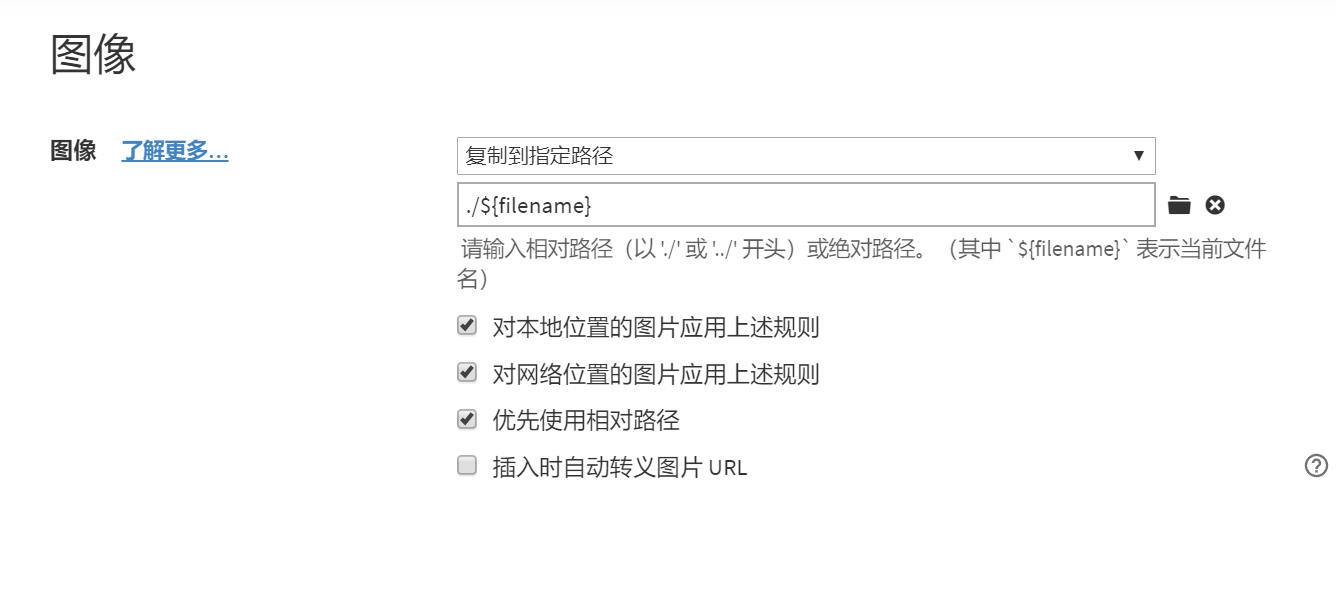 图像
图像 了解更多...
复制到指定路径
./${filename}
请输入相对路径（以 './' 或 '../' 开头）或绝对路径。（其中 `${filename}` 表示当前文件
名）
对本地位置的图片应用上述规则
对网络位置的图片应用上述规则
优先使用相对路径
插入时自动转义图片 URL